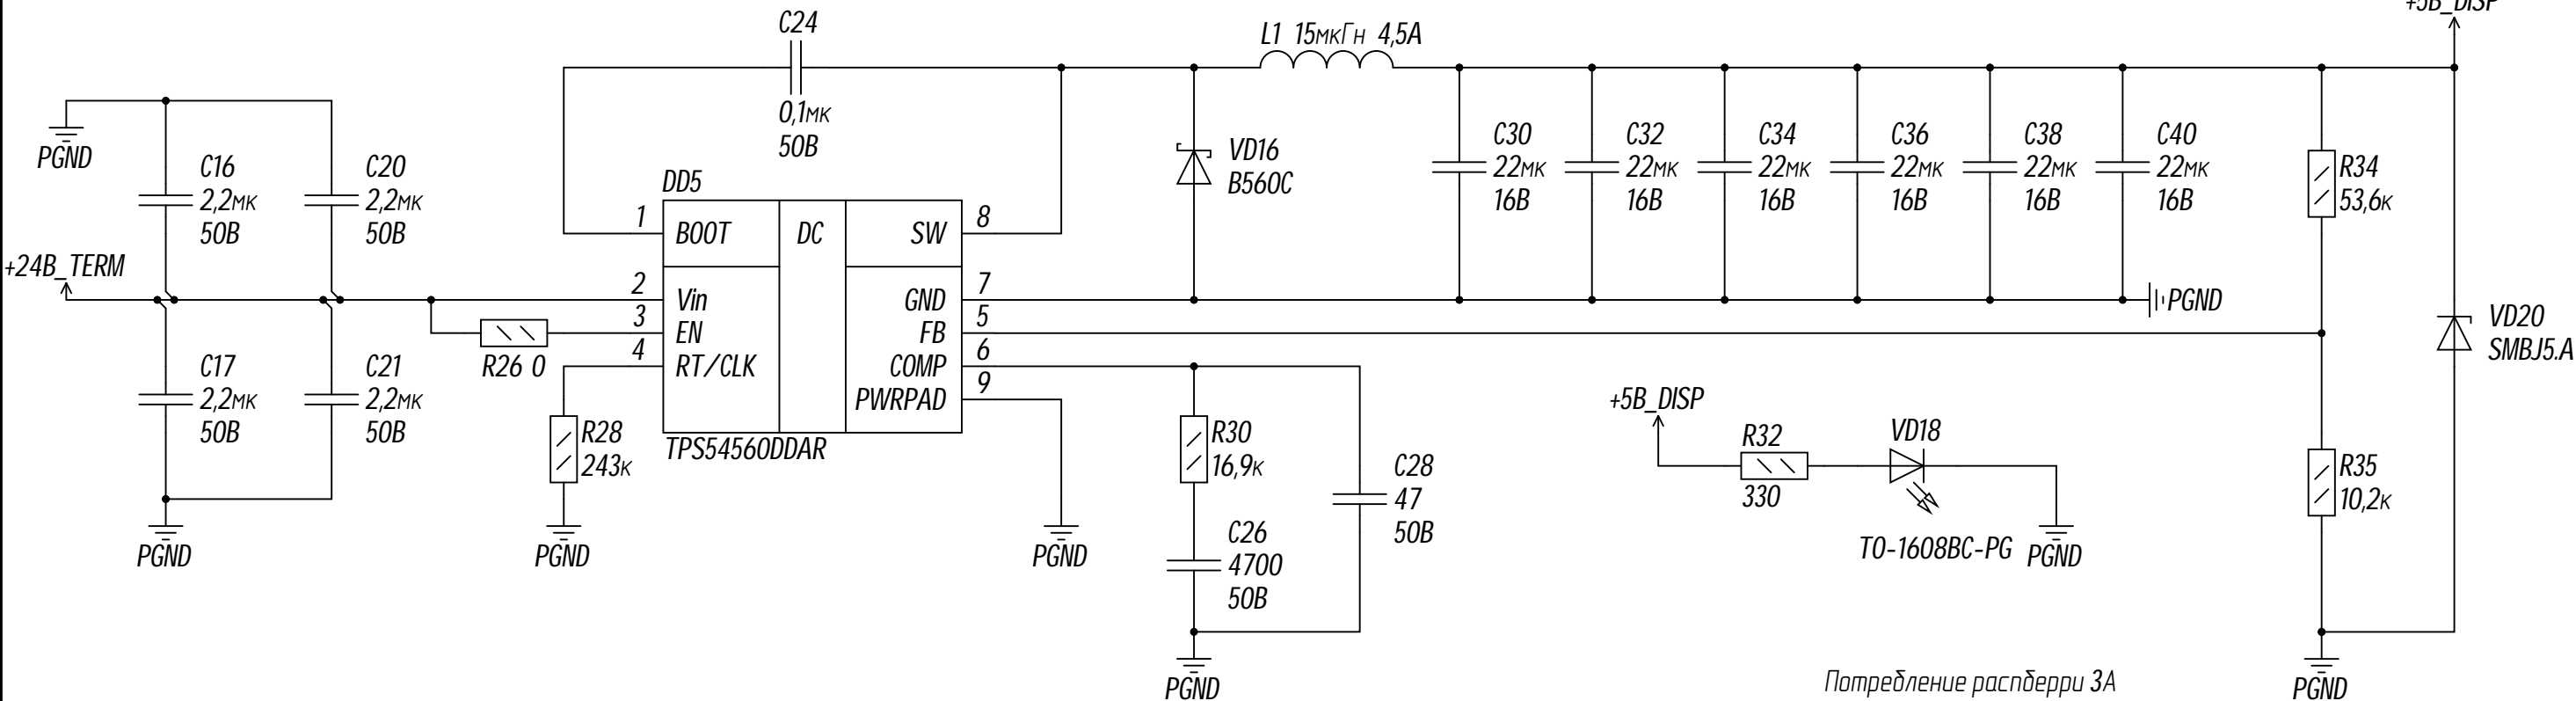 +5В_DISP
C24
0,1мк
50В
L1 15мкГн 4,5А
PGND
C16
2,2мк
50В
C20
2,2мк
50В
+24В_TERM
C17
2,2мк
50В
C21
2,2мк
50В
PGND
R26 0
R28
243к
PGND
DD5
1
BOOT
DC
SW
8
2
Vin
GND
7
3
EN
FB
5
4
RT/CLK
COMP
6
PWRPAD
9
TPS54560DDAR
PGND
VD16
B560C
C30
22мк
16В
C32
22мк
16В
C34
22мк
16В
C36
22мк
16В
C38
22мк
16В
C40
22мк
16В
PGND
R34
53,6к
VD20
SMBJ5.A
R30
16,9к
C26
4700
50В
C28
47
50В
PGND
+5В_DISP
R32
330
VD18
TO-1608BC-PG
PGND
R35
10,2к
PGND
Потребление распберри 3А